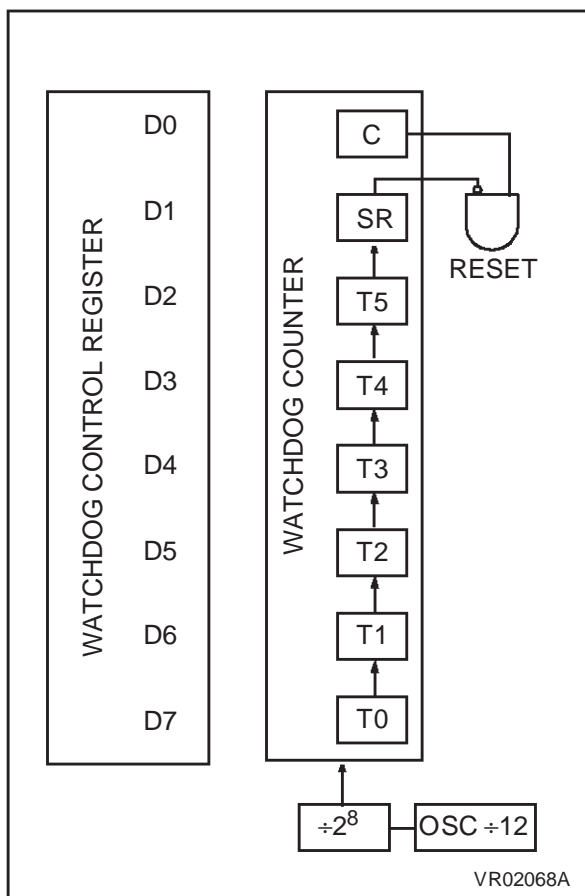 WATCHDOG CONTROL REGISTER
D0
D1
D2
D3
D4
D5
D6
D7
WATCHDOG COUNTER
C
SR
T5
T4
T3
T2
T1
T0
RESET
÷2⁸
OSC ÷12
VR02068A